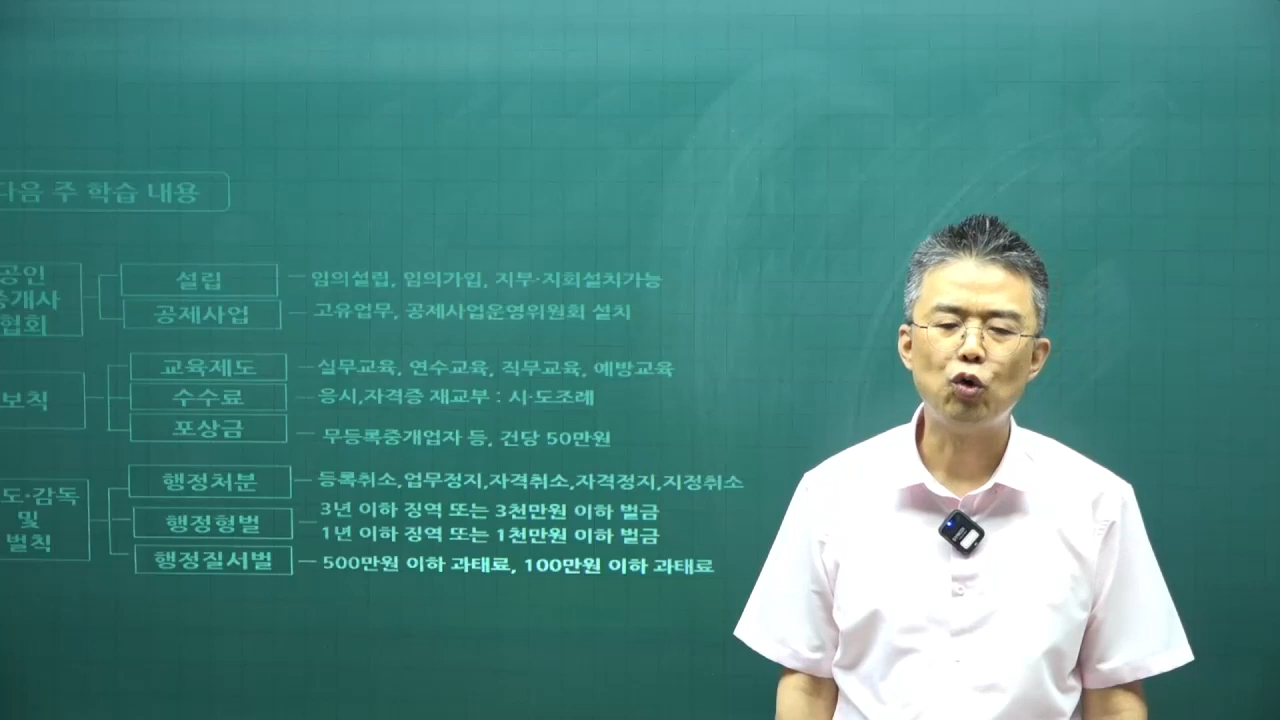 다음 주 학습 내용
공인
중개사
협회
설립
임의설립, 임의가입, 지부·지회설치가능
공제사업
고유업무, 공제사업운영위원회 설치
보칙
교육제도
실무교육, 연수교육, 직무교육, 예방교육
수수료
응시,자격증 재교부 : 시·도조례
포상금
무등록중개업자 등, 건당 50만원
도·감독
및
벌칙
행정처분
등록취소,업무정지,자격취소,자격정지,지정취소
행정형벌
3년 이하 징역 또는 3천만원 이하 벌금
1년 이하 징역 또는 1천만원 이하 벌금
행정질서벌
500만원 이하 과태료, 100만원 이하 과태료